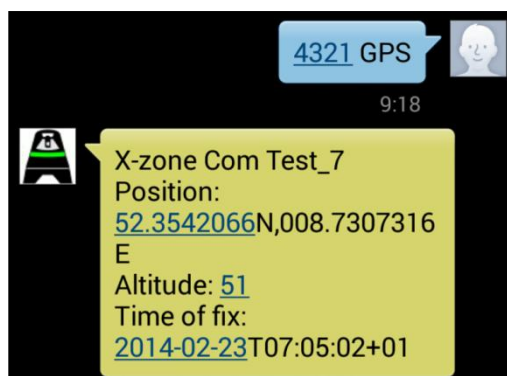 4321 GPS
9:18
X-zone Com Test_7
Position:
52.3542066N,008.7307316
E
Altitude: 51
Time of fix:
2014-02-23T07:05:02+01